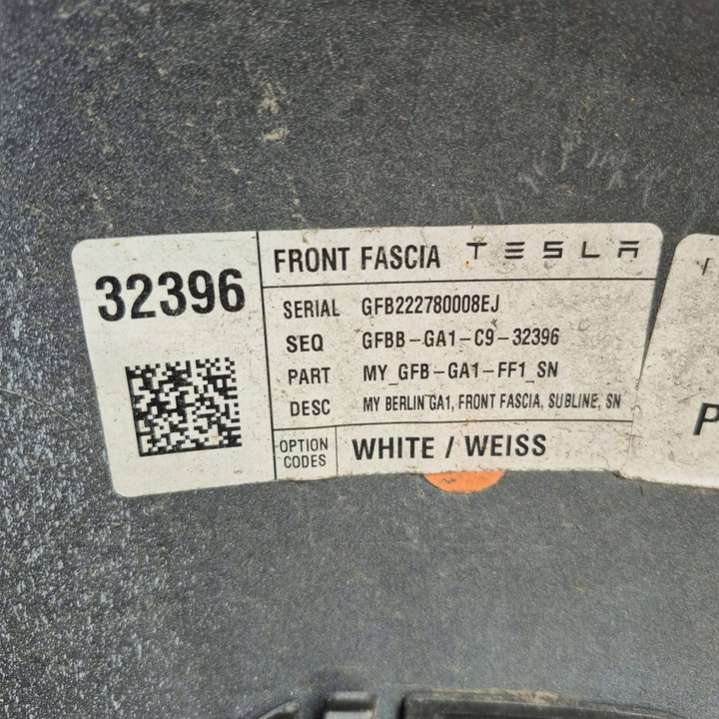 32396
FRONT FASCIA TESLA
SERIAL GFB222780008EJ
SEQ GFBB-GA1-C9-32396
PART MY_GFB-GA1-FF1_SN
DESC MY BERLIN GA1, FRONT FASCIA, SUBLINE, SN
OPTION CODES WHITE / WEISS
P